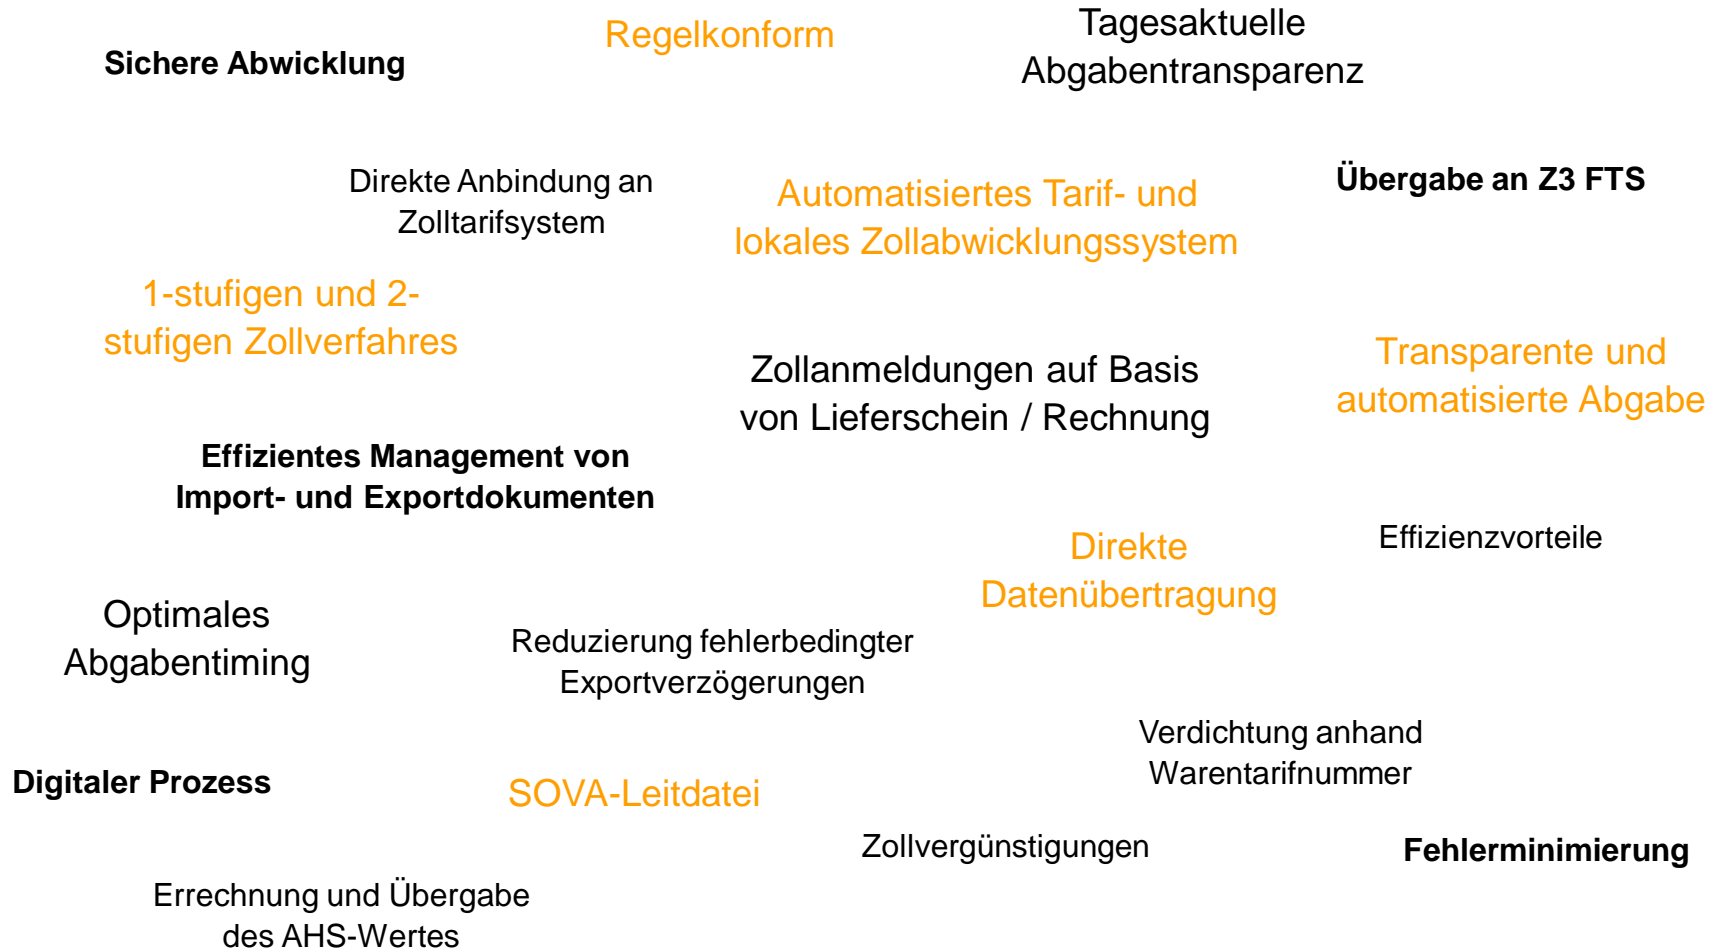 Sichere Abwicklung
Regelkonform
Tagesaktuelle
Abgabentransparenz
Direkte Anbindung an
Zolltarifsystem
Automatisiertes Tarif- und
lokales Zollabwicklungssystem
Übergabe an Z3 FTS
1-stufigen und 2-
stufigen Zollverfahres
Zollanmeldungen auf Basis
von Lieferschein / Rechnung
Transparente und
automatisierte Abgabe
Effizientes Management von
Import- und Exportdokumenten
Direkte
Datenübertragung
Effizienzvorteile
Optimales
Abgabentiming
Reduzierung fehlerbedingter
Exportverzögerungen
Verdichtung anhand
Warentarifnummer
Digitaler Prozess
SOVA-Leitdatei
Zollvergünstigungen
Fehlerminimierung
Errechnung und Übergabe
des AHS-Wertes